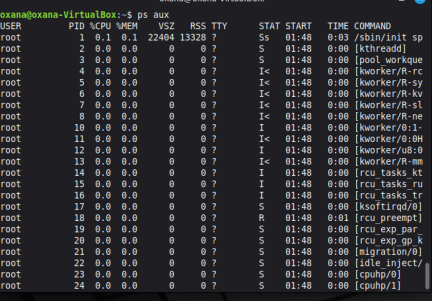 oxana@oxana-VirtualBox:~$ ps aux
USER PID %CPU %MEM VSZ RSS TTY STAT START TIME COMMAND
root 1 0.1 0.1 22404 13328 ? Ss 01:48 0:03 /sbin/init sp
root 2 0.0 0.0 0 0 ? S 01:48 0:00 [kthreadd]
root 3 0.0 0.0 0 0 ? S 01:48 0:00 [pool_workque
root 4 0.0 0.0 0 0 ? I< 01:48 0:00 [kworker/R-rc
root 5 0.0 0.0 0 0 ? I< 01:48 0:00 [kworker/R-sy
root 6 0.0 0.0 0 0 ? I< 01:48 0:00 [kworker/R-kv
root 7 0.0 0.0 0 0 ? I< 01:48 0:00 [kworker/R-sl
root 8 0.0 0.0 0 0 ? I< 01:48 0:00 [kworker/R-ne
root 10 0.0 0.0 0 0 ? I 01:48 0:00 [kworker/0:1-
root 11 0.0 0.0 0 0 ? I< 01:48 0:00 [kworker/0:0H
root 12 0.0 0.0 0 0 ? I 01:48 0:00 [kworker/u8:0
root 13 0.0 0.0 0 0 ? I< 01:48 0:00 [kworker/R-mm
root 14 0.0 0.0 0 0 ? I 01:48 0:00 [rcu_tasks_kt
root 15 0.0 0.0 0 0 ? I 01:48 0:00 [rcu_tasks_ru
root 16 0.0 0.0 0 0 ? I 01:48 0:00 [rcu_tasks_tr
root 17 0.0 0.0 0 0 ? S 01:48 0:00 [ksoftirqd/0]
root 18 0.0 0.0 0 0 ? R 01:48 0:01 [rcu_preempt]
root 19 0.0 0.0 0 0 ? S 01:48 0:00 [rcu_exp_par_
root 20 0.0 0.0 0 0 ? S 01:48 0:00 [rcu_exp_gp_k
root 21 0.0 0.0 0 0 ? S 01:48 0:00 [migration/0]
root 22 0.0 0.0 0 0 ? S 01:48 0:00 [idle_inject/
root 23 0.0 0.0 0 0 ? S 01:48 0:00 [cpuhp/0]
root 24 0.0 0.0 0 0 ? S 01:48 0:00 [cpuhp/1]